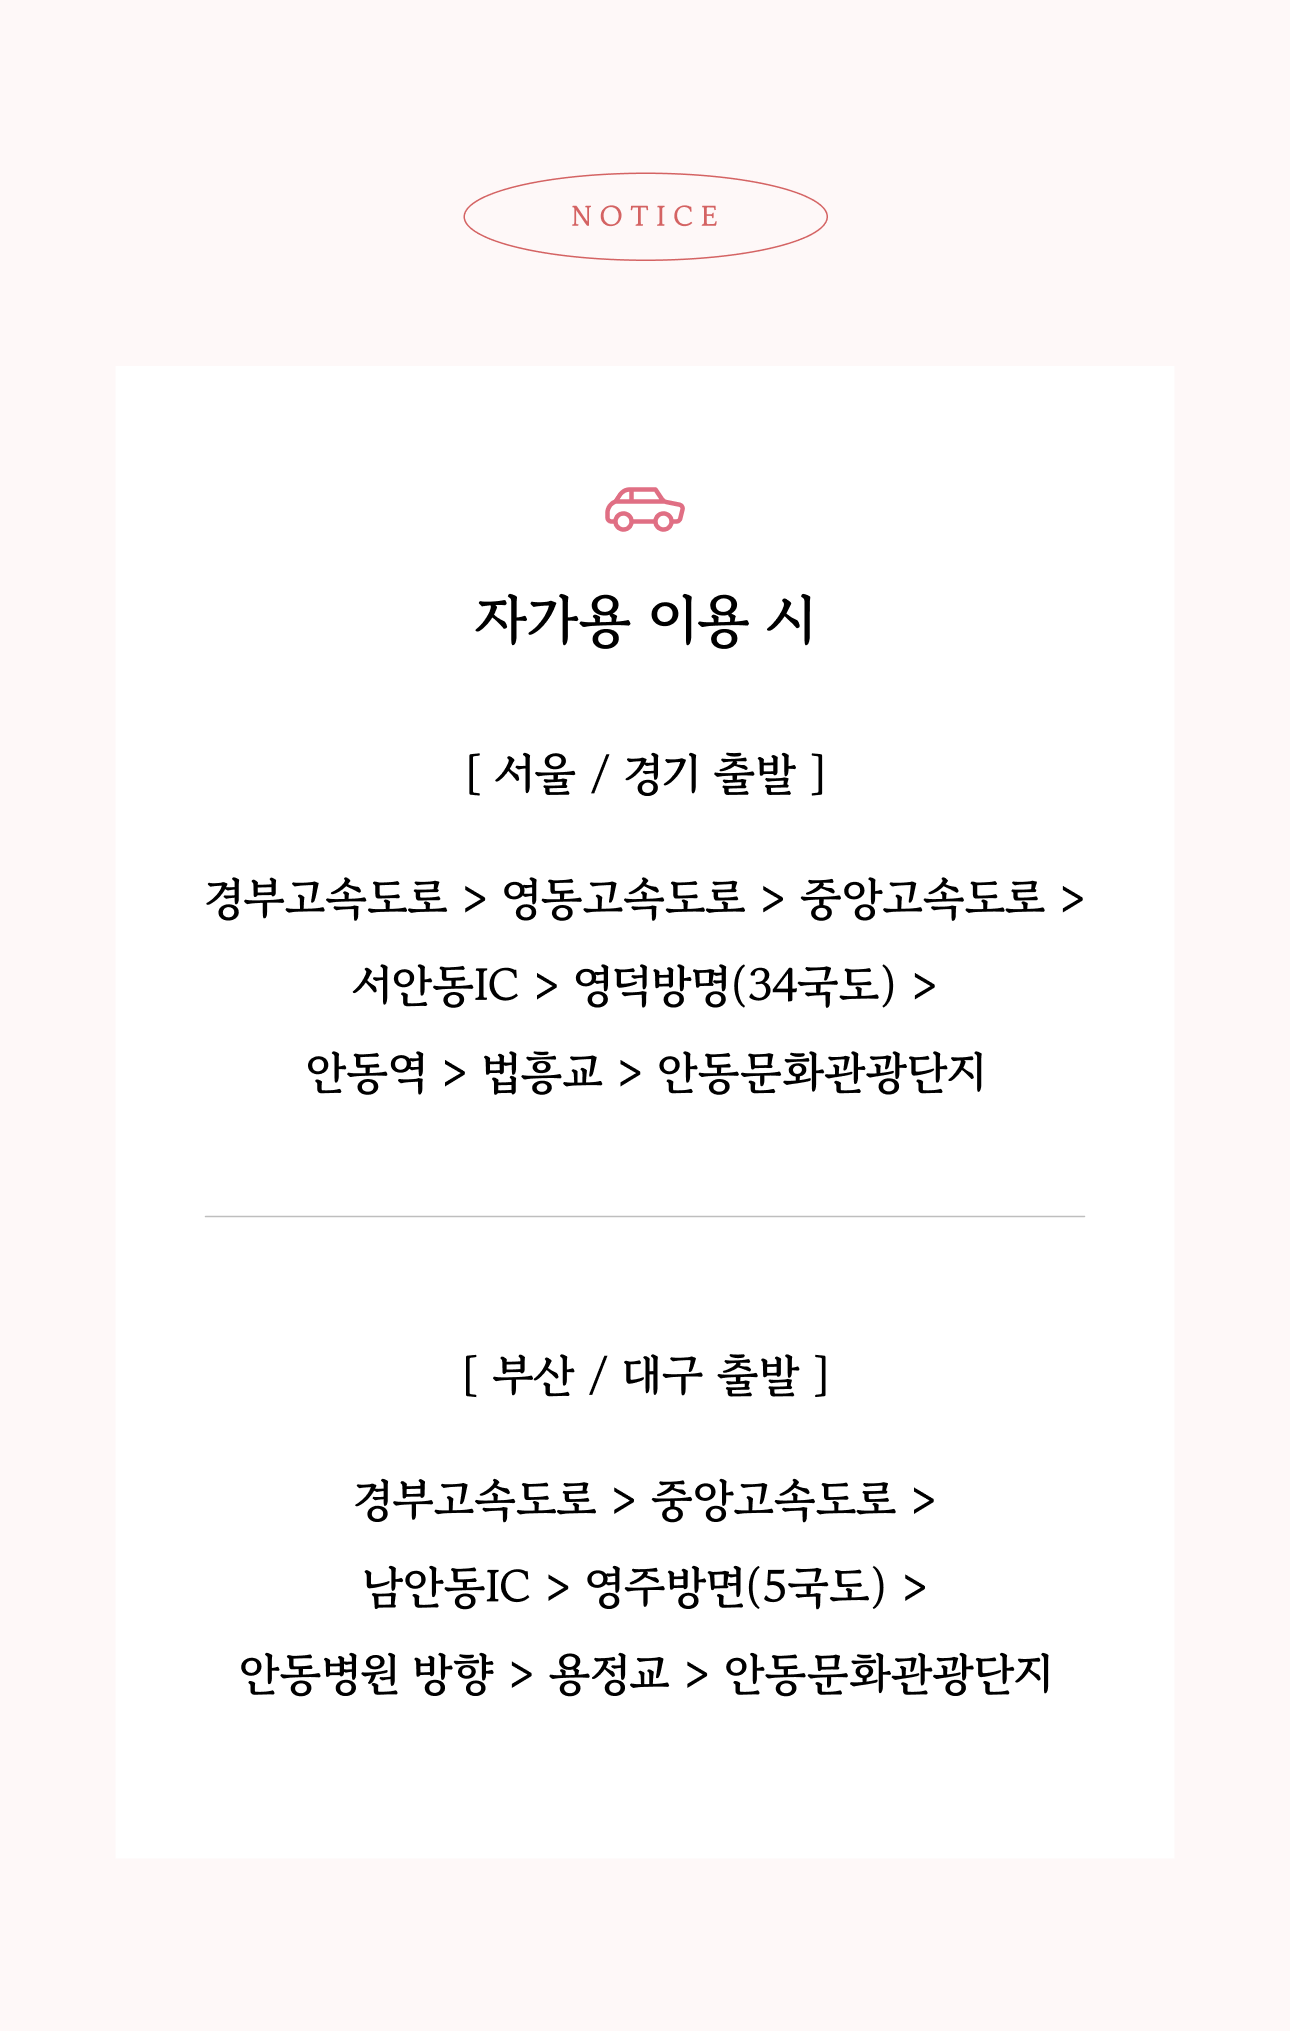 NOTICE
자가용 이용 시
[ 서울 / 경기 출발 ]
경부고속도로 > 영동고속도로 > 중앙고속도로 >
서안동IC > 영덕방명(34국도) >
안동역 > 법흥교 > 안동문화관광단지
[ 부산 / 대구 출발 ]
경부고속도로 > 중앙고속도로 >
남안동IC > 영주방면(5국도) >
안동병원 방향 > 용정교 > 안동문화관광단지